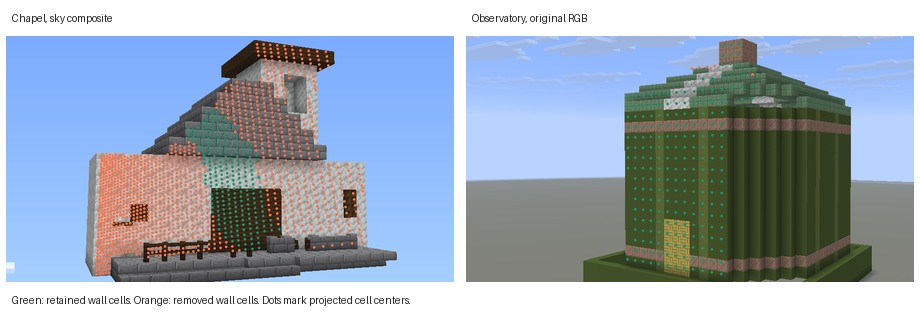 Chapel, sky composite
Observatory, original RGB
Green: retained wall cells. Orange: removed wall cells. Dots mark projected cell centers.